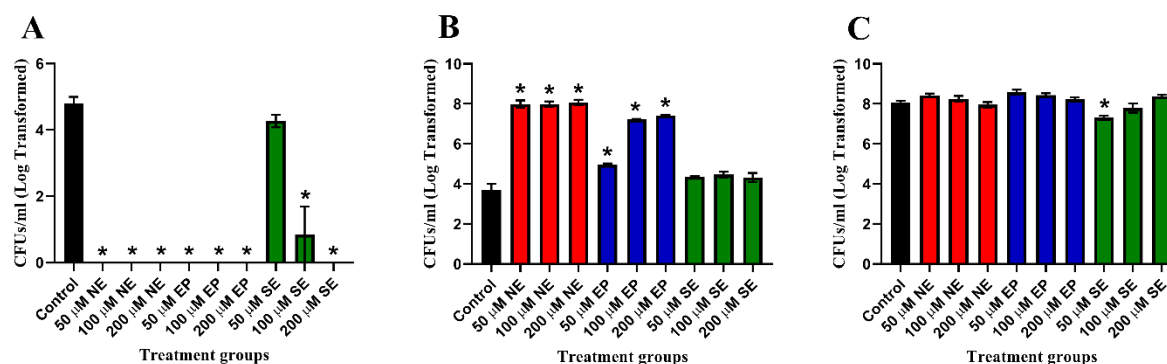 A
CFUs/ml (Log Transformed)
6
4
2
0
* * * * * * * *
Control
50 µM NE
100 µM NE
200 µM NE
50 µM EP
100 µM EP
200 µM EP
50 µM SE
100 µM SE
200 µM SE
Treatment groups
B
CFUs/ml (Log Transformed)
10
8
6
4
2
0
* * * * * *
Control
50 µM NE
100 µM NE
200 µM NE
50 µM EP
100 µM EP
200 µM EP
50 µM SE
100 µM SE
200 µM SE
Treatment groups
C
CFUs/ml (Log Transformed)
10
8
6
4
2
0
*
Control
50 µM NE
100 µM NE
200 µM NE
50 µM EP
100 µM EP
200 µM EP
50 µM SE
100 µM SE
200 µM SE
Treatment groups